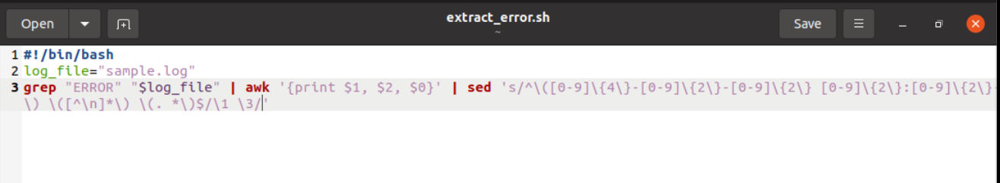 Open
extract_error.sh
~
Save
1 #!/bin/bash
2 log_file="sample.log"
3 grep "ERROR" "$log_file" | awk '{print $1, $2, $0}' | sed 's/^\([0-9]\{4\}-[0-9]\{2\}-[0-9]\{2\} [0-9]\{2\}:[0-9]\{2\}
\) \([^\n]*\) \(. *\)$/\1 \3/'